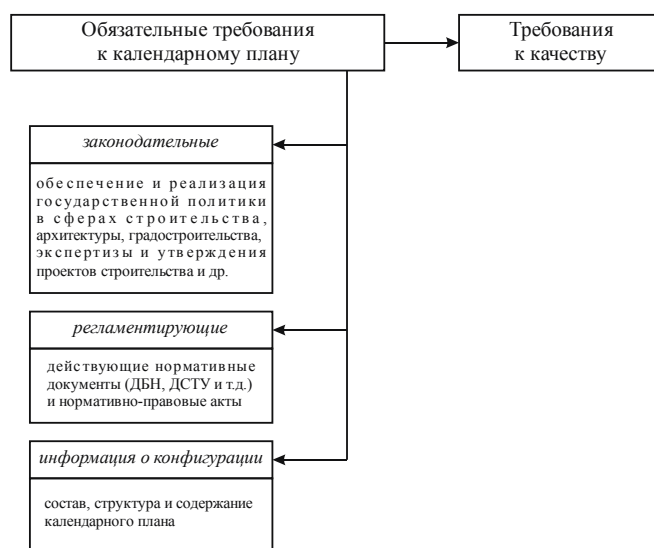 Обязательные требования
к календарному плану
Требования
к качеству
законодательные
обеспечение и реализация
государственной политики
в сферах строительства,
архитектуры, градостроительства,
экспертизы и утверждения
проектов строительства и др.
регламентирующие
действующие нормативные
документы (ДБН, ДСТУ и т.д.)
и нормативно-правовые акты
информация о конфигурации
состав, структура и содержание
календарного плана